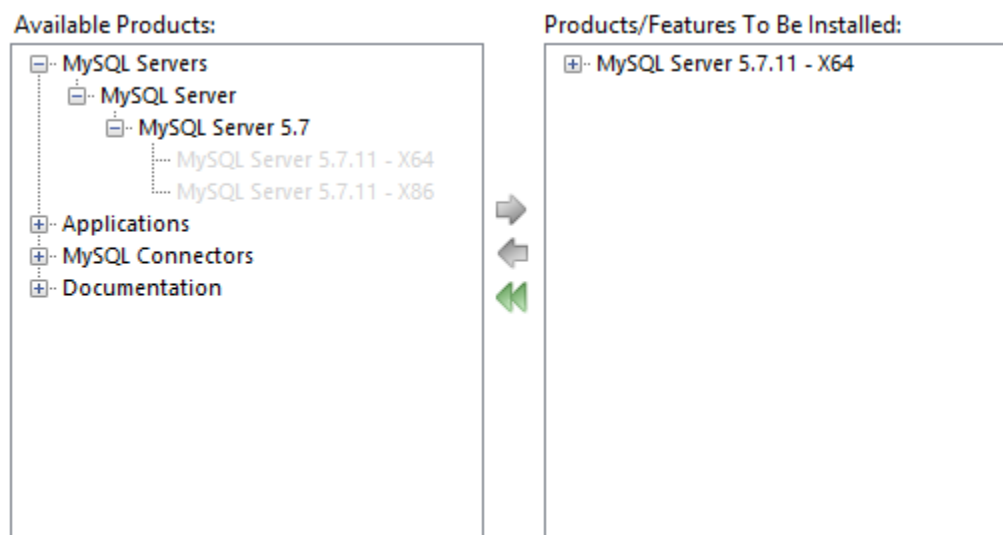 Available Products:
MySQL Servers
MySQL Server
MySQL Server 5.7
MySQL Server 5.7.11 - X64
MySQL Server 5.7.11 - X86
Applications
MySQL Connectors
Documentation
Products/Features To Be Installed:
MySQL Server 5.7.11 - X64